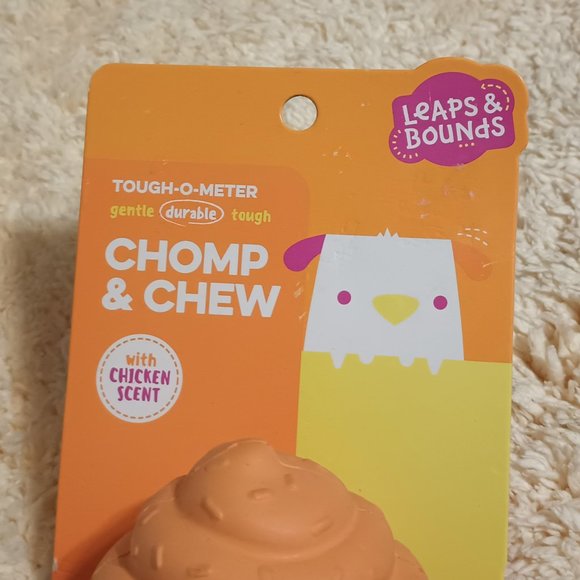 LEAPS &
BOUNDS
TOUGH-O-METER
gentle durable tough
CHOMP
& CHEW
with
CHICKEN
SCENT